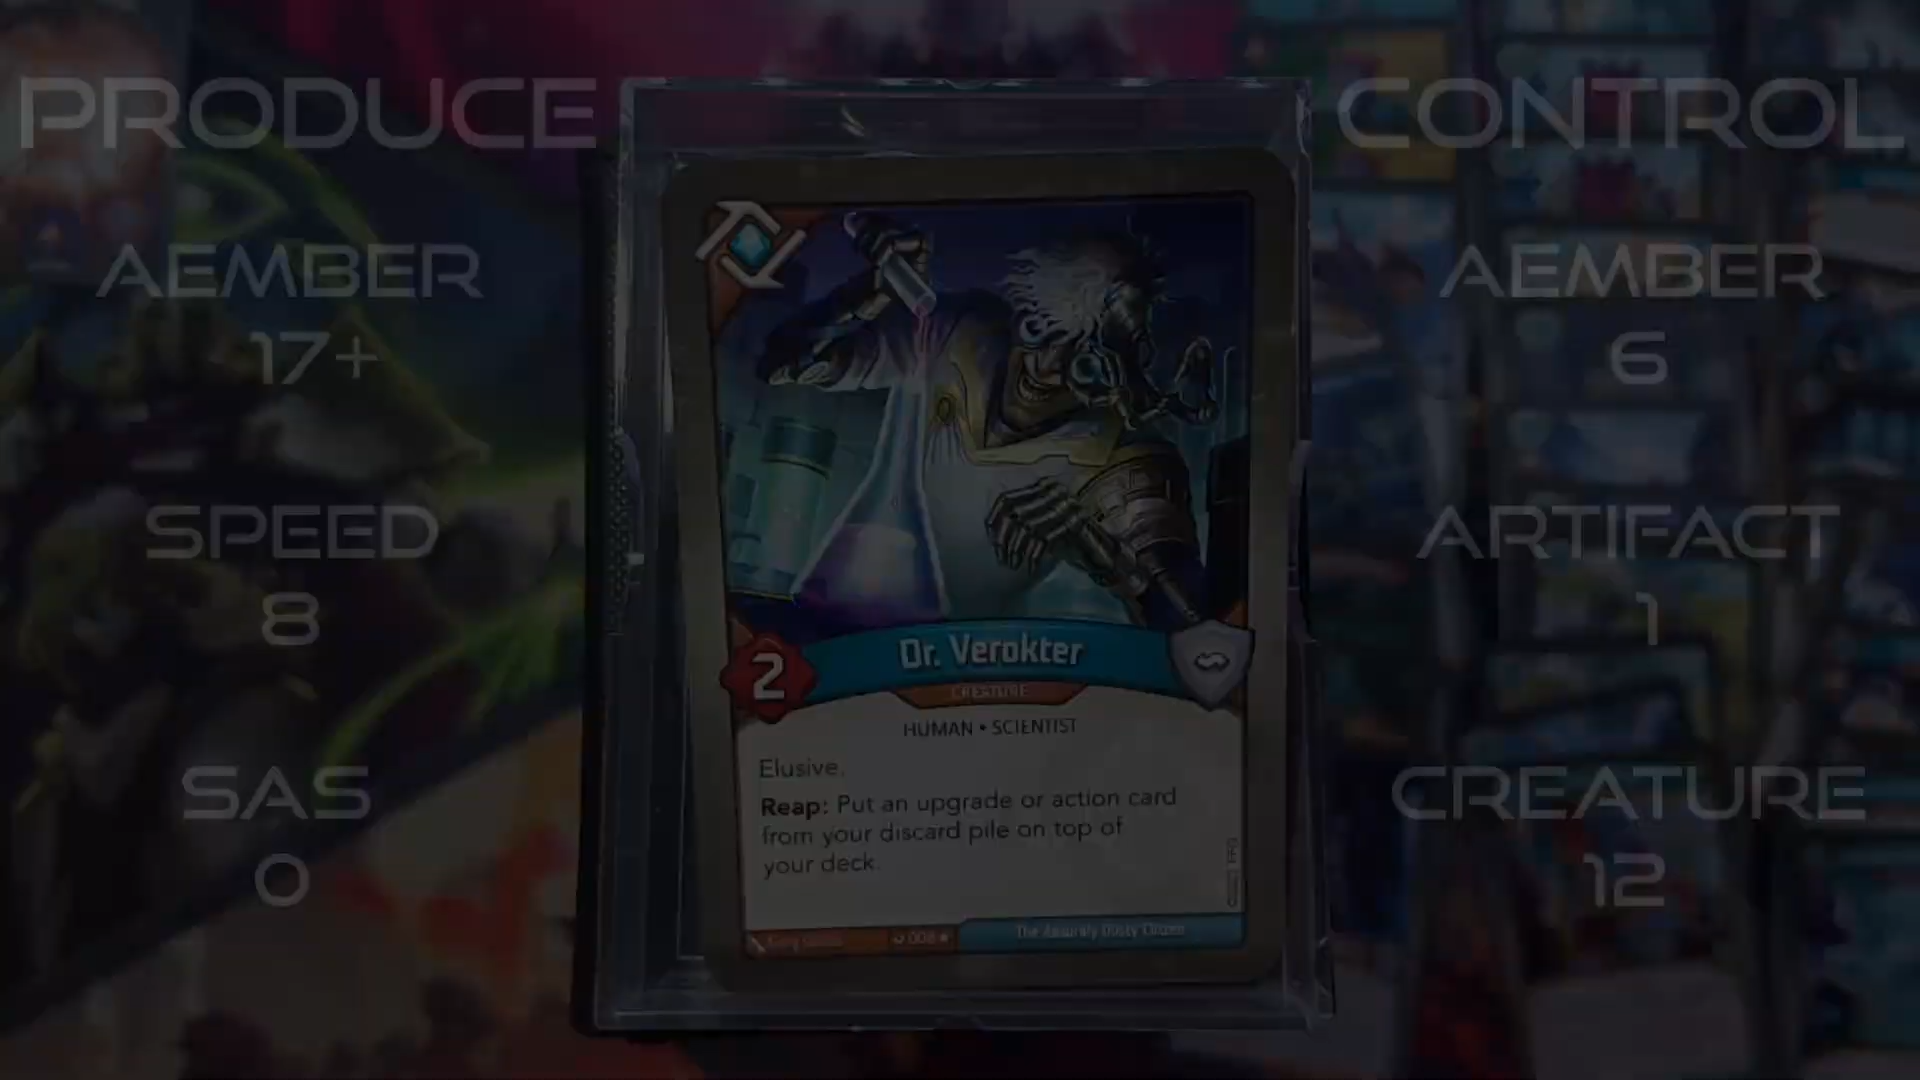 PRODUCE
AEMBER
17+
SPEED
8
SAS
0
2
Dr. Verokter
CREATURE
HUMAN • SCIENTIST
Elusive.
Reap: Put an upgrade or action card
from your discard pile on top of
your deck.
008
CONTROL
AEMBER
6
ARTIFACT
1
CREATURE
12